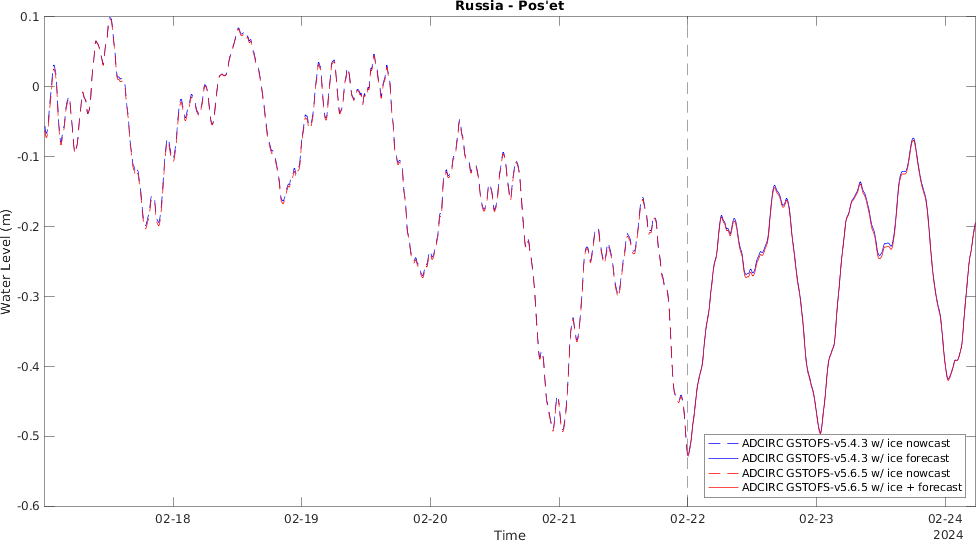 Russia - Pos'et
0.1
0
-0.1
-0.2
-0.3
-0.4
-0.5
-0.6
Water Level (m)
ADCIRC GSTOFS-v5.4.3 w/ ice nowcast
ADCIRC GSTOFS-v5.4.3 w/ ice forecast
ADCIRC GSTOFS-v5.6.5 w/ ice nowcast
ADCIRC GSTOFS-v5.6.5 w/ ice + forecast
02-18
02-19
02-20
02-21
02-22
02-23
02-24
Time
2024